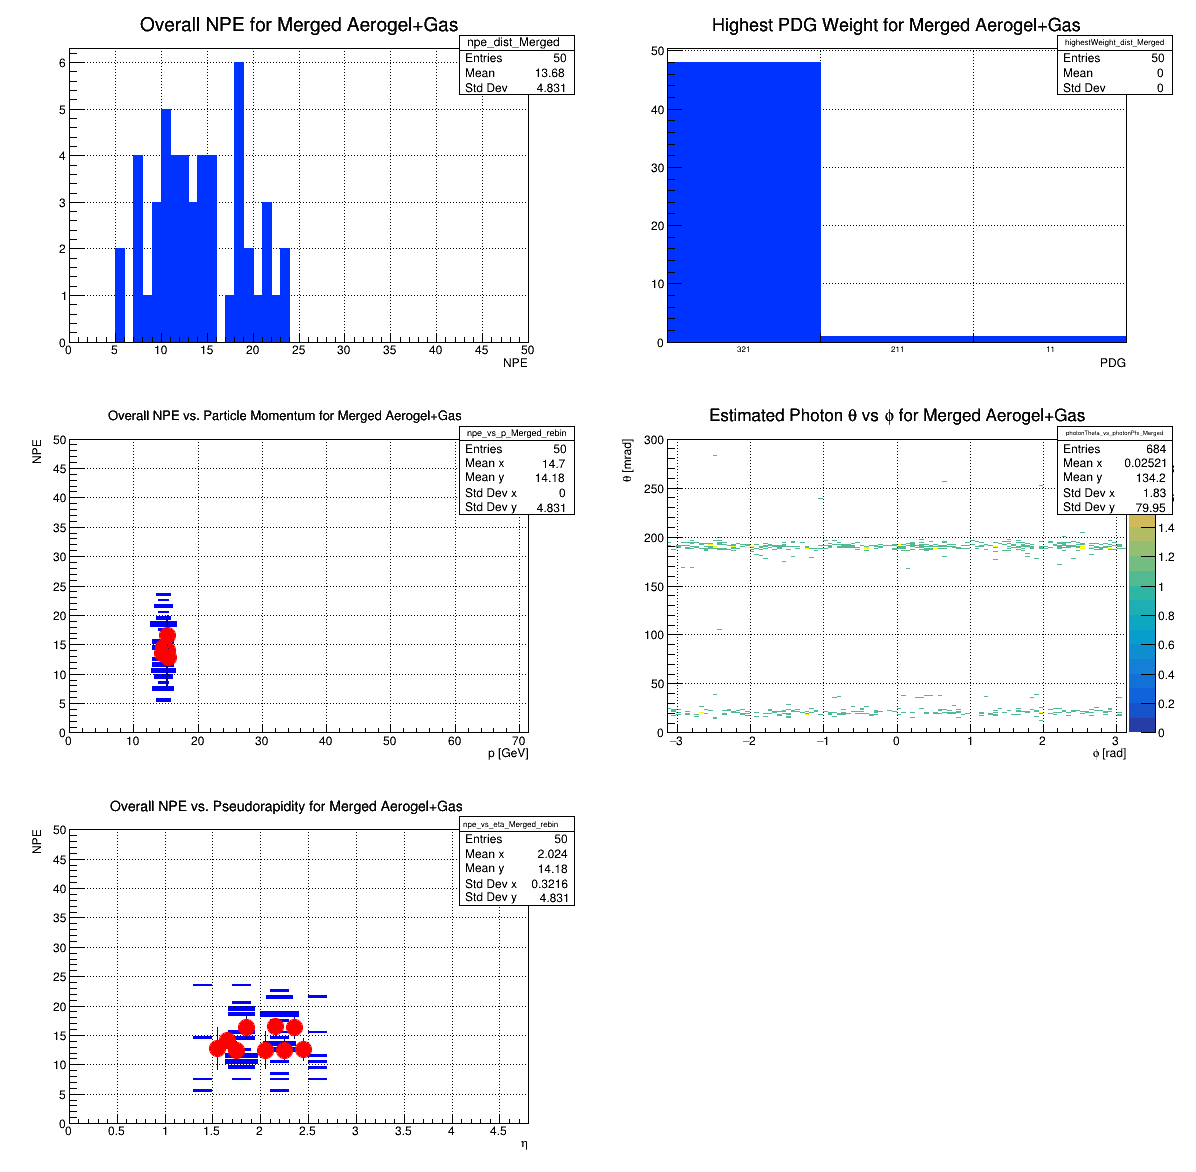 Overall NPE for Merged Aerogel+Gas
npe_dist_Merged
Entries 50
Mean 13.68
Std Dev 4.831
6
5
4
3
2
1
0
0 5 10 15 20 25 30 35 40 45 50
NPE
Highest PDG Weight for Merged Aerogel+Gas
highestWeight_dist_Merged
Entries 50
Mean 0
Std Dev 0
50
40
30
20
10
0
321 211 11
PDG
Overall NPE vs. Particle Momentum for Merged Aerogel+Gas
npe_vs_p_Merged_rebin
Entries 50
Mean x 14.7
Mean y 14.18
Std Dev x 0
Std Dev y 4.831
NPE
50
45
40
35
30
25
20
15
10
5
0
0 10 20 30 40 50 60 70
p [GeV]
Estimated Photon θ vs ϕ for Merged Aerogel+Gas
photonTheta_vs_photonPhi_Merged
Entries 684
Mean x 0.02521
Mean y 134.2
Std Dev x 1.83
Std Dev y 79.95
θ [mrad]
300
250
200
150
100
50
0
−3 −2 −1 0 1 2 3
ϕ [rad]
1.4
1.2
1
0.8
0.6
0.4
0.2
0
Overall NPE vs. Pseudorapidity for Merged Aerogel+Gas
npe_vs_eta_Merged_rebin
Entries 50
Mean x 2.024
Mean y 14.18
Std Dev x 0.3216
Std Dev y 4.831
NPE
50
45
40
35
30
25
20
15
10
5
0
0 0.5 1 1.5 2 2.5 3 3.5 4 4.5
η